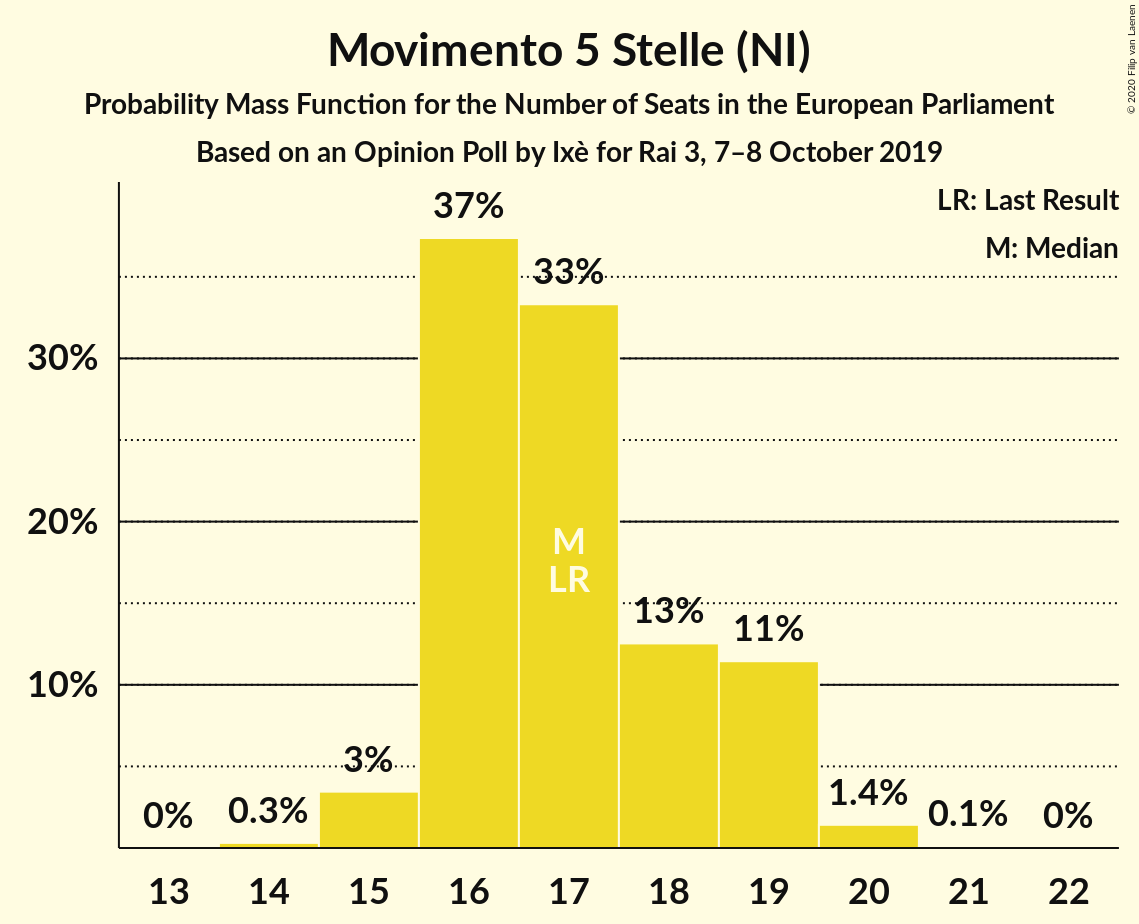 Movimento 5 Stelle (NI)
Probability Mass Function for the Number of Seats in the European Parliament
Based on an Opinion Poll by Ixè for Rai 3, 7–8 October 2019
© 2020 Filip van Laenen
LR: Last Result
M: Median
30%
20%
10%
0%
0.3%
3%
37%
33%
M
LR
13%
11%
1.4%
0.1%
0%
13 14 15 16 17 18 19 20 21 22